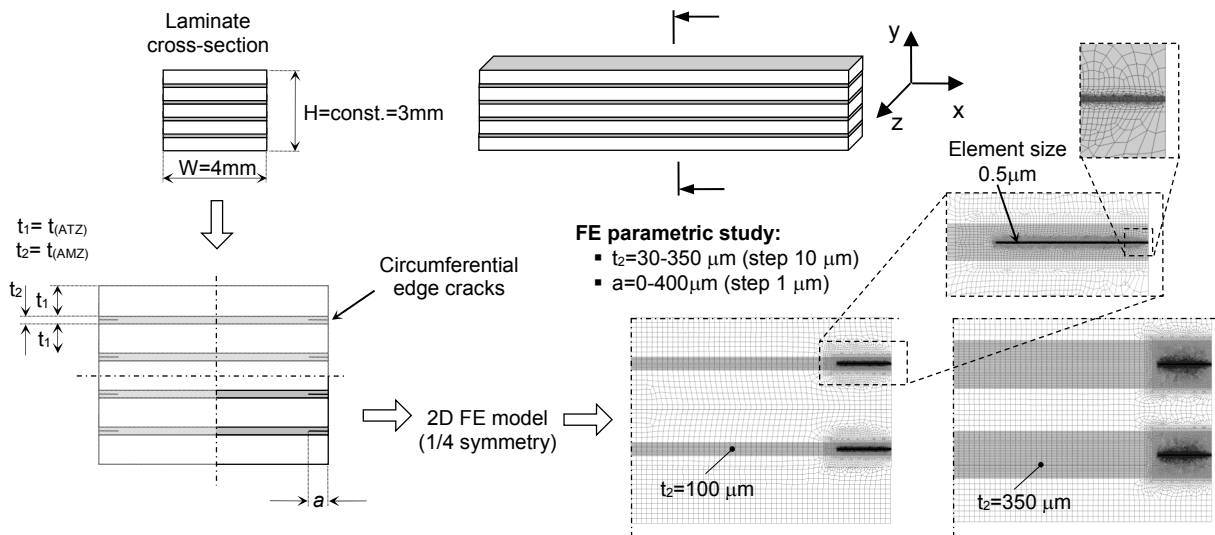 Laminate
cross-section
H=const.=3mm
W=4mm
y
x
z
Element size
0.5μm
t1= t(ATZ)
t2= t(AMZ)
FE parametric study:
▪ t2=30-350 μm (step 10 μm)
▪ a=0-400μm (step 1 μm)
Circumferential
edge cracks
t2
t1
t1
2D FE model
(1/4 symmetry)
t2=100 μm
t2=350 μm
a